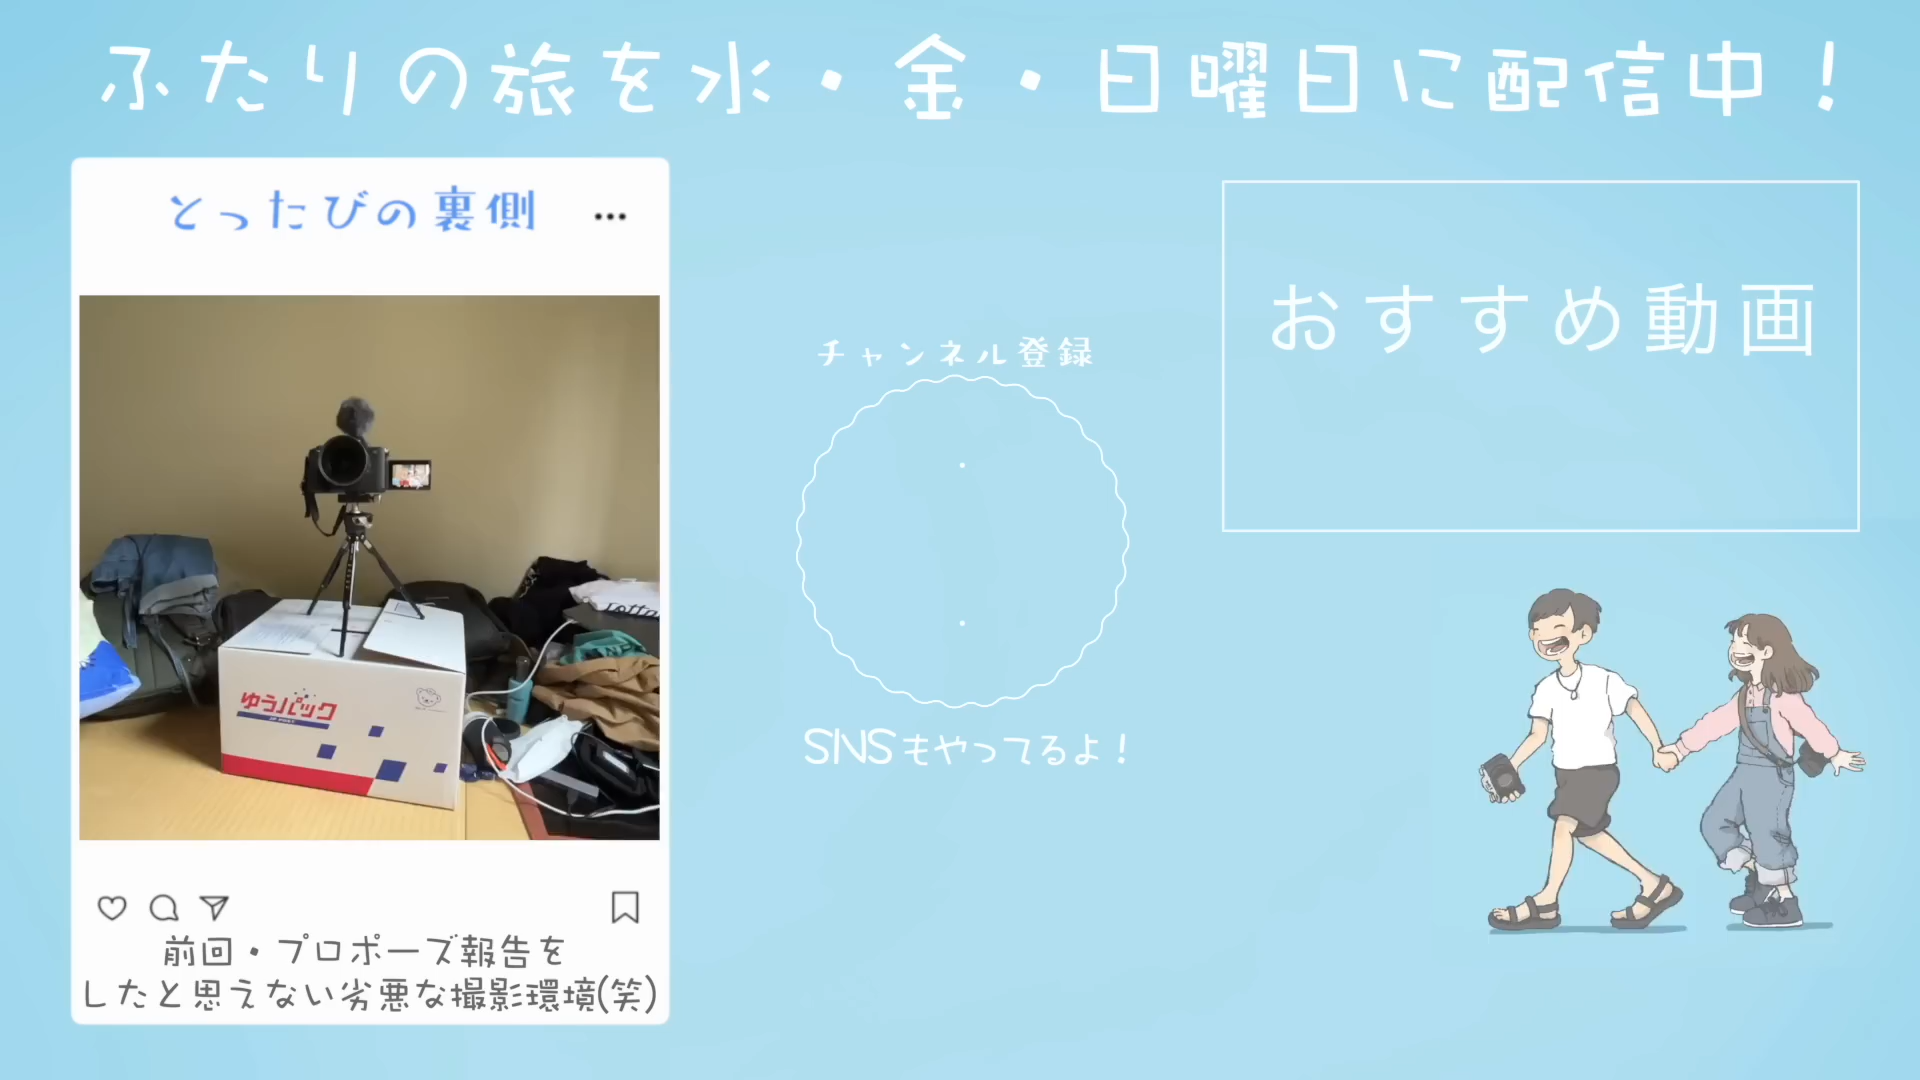 ふたりの旅を水・金・日曜日に配信中！
とったびの裏側
ゆうパック
前回・プロポーズ報告を
したと思えない劣悪な撮影環境(笑)
チャンネル登録
SNSもやってるよ！
おすすめ動画